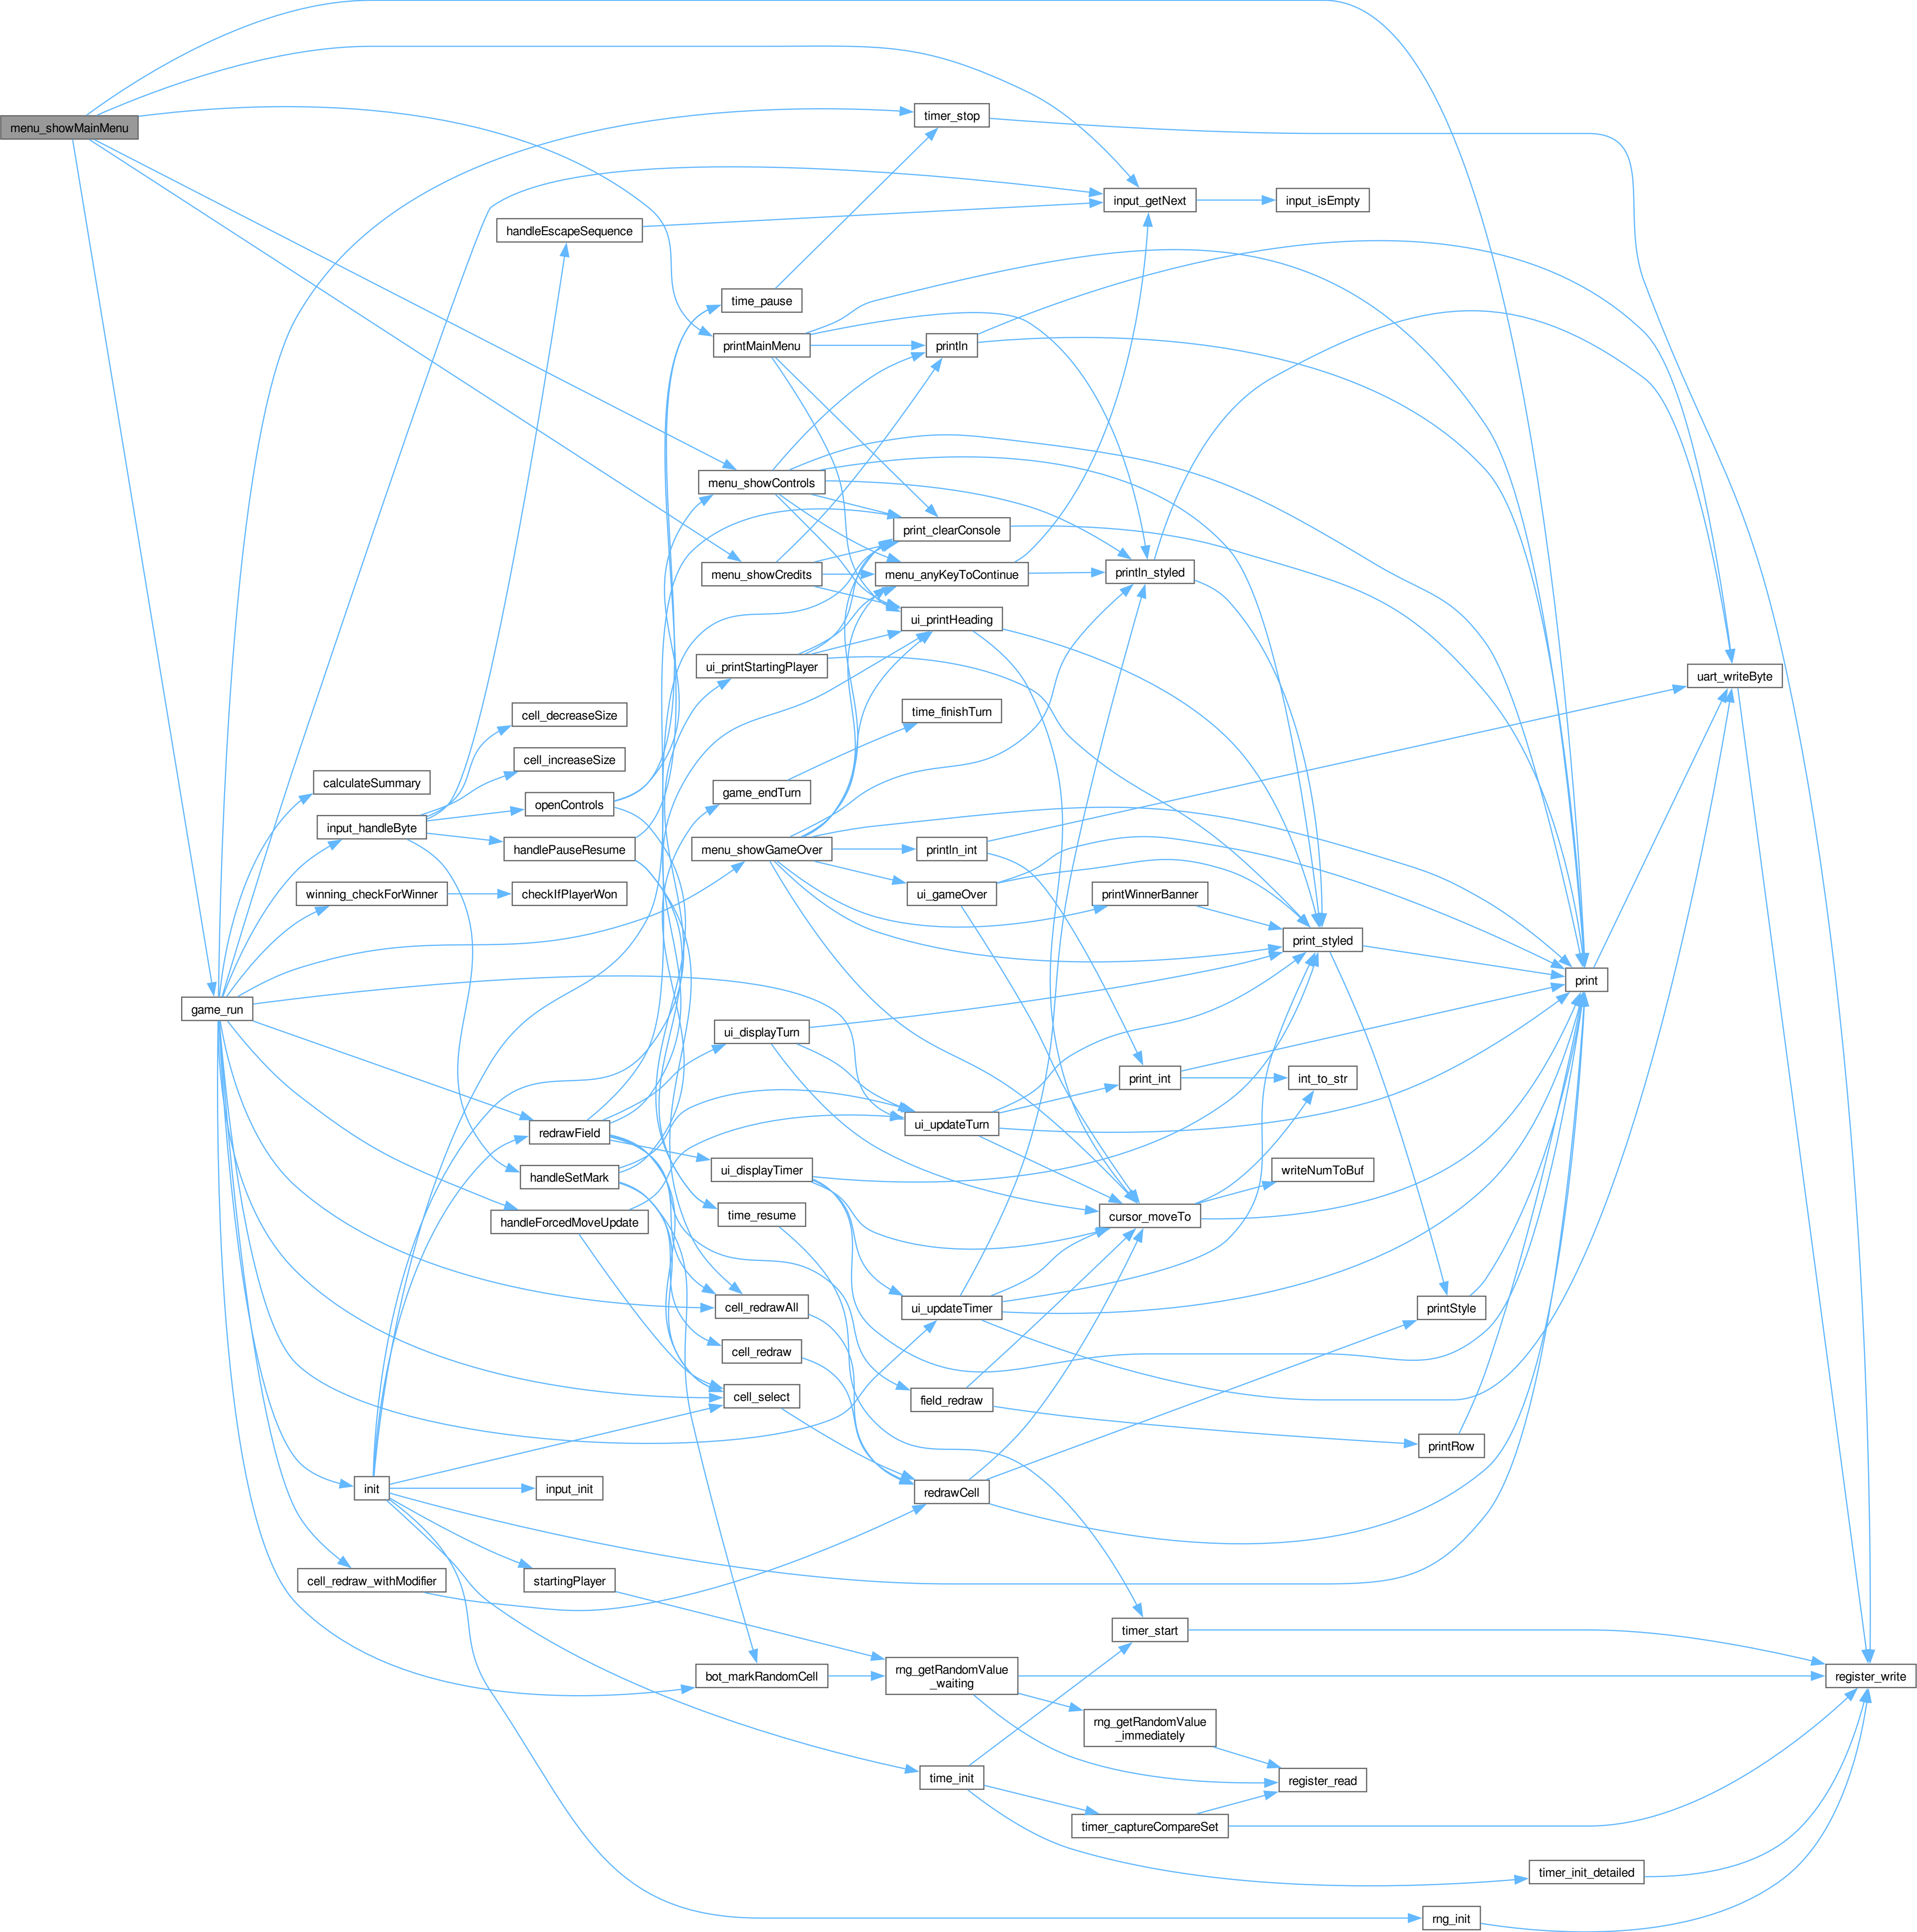 menu_showMainMenu
timer_stop
input_getNext
input_isEmpty
handleEscapeSequence
time_pause
printMainMenu
println
menu_showControls
print_clearConsole
println_styled
menu_showCredits
menu_anyKeyToContinue
ui_printHeading
ui_printStartingPlayer
uart_writeByte
cell_decreaseSize
time_finishTurn
cell_increaseSize
calculateSummary
game_endTurn
openControls
input_handleByte
handlePauseResume
menu_showGameOver
println_int
winning_checkForWinner
checkIfPlayerWon
ui_gameOver
printWinnerBanner
print_styled
print
game_run
ui_displayTurn
print_int
int_to_str
ui_updateTurn
redrawField
ui_displayTimer
writeNumToBuf
handleSetMark
handleForcedMoveUpdate
time_resume
cursor_moveTo
cell_redrawAll
ui_updateTimer
printStyle
cell_redraw
cell_select
field_redraw
printRow
init
input_init
redrawCell
cell_redraw_withModifier
startingPlayer
timer_start
bot_markRandomCell
rng_getRandomValue
_waiting
register_write
rng_getRandomValue
_immediately
time_init
register_read
timer_captureCompareSet
timer_init_detailed
rng_init